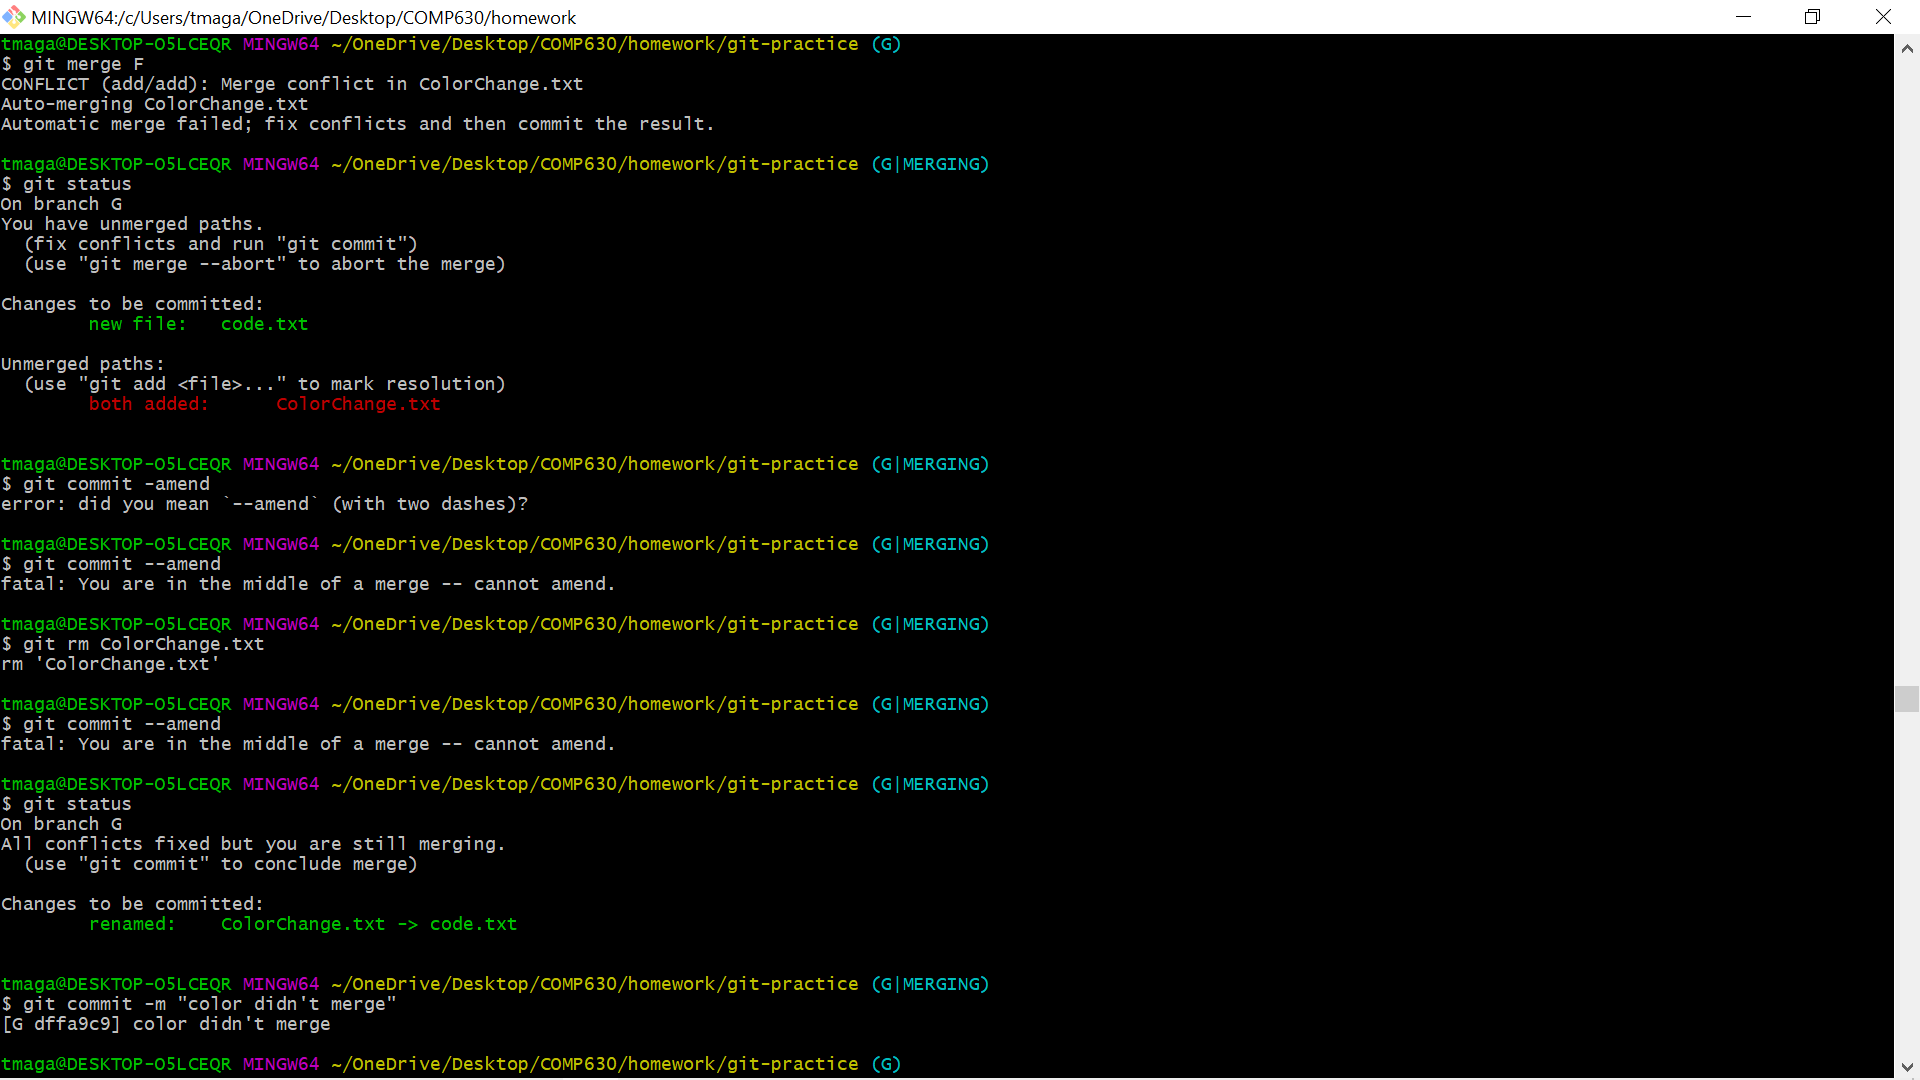 MINGW64:/c/Users/tmaga/OneDrive/Desktop/COMP630/homework
tmaga@DESKTOP-O5LCEQR MINGW64 ~/OneDrive/Desktop/COMP630/homework/git-practice (G)
$ git merge F
CONFLICT (add/add): Merge conflict in ColorChange.txt
Auto-merging ColorChange.txt
Automatic merge failed; fix conflicts and then commit the result.
tmaga@DESKTOP-O5LCEQR MINGW64 ~/OneDrive/Desktop/COMP630/homework/git-practice (G|MERGING)
$ git status
On branch G
You have unmerged paths.
  (fix conflicts and run "git commit")
  (use "git merge --abort" to abort the merge)
Changes to be committed:
        new file:   code.txt
Unmerged paths:
  (use "git add <file>..." to mark resolution)
        both added:      ColorChange.txt
tmaga@DESKTOP-O5LCEQR MINGW64 ~/OneDrive/Desktop/COMP630/homework/git-practice (G|MERGING)
$ git commit -amend
error: did you mean `--amend` (with two dashes)?
tmaga@DESKTOP-O5LCEQR MINGW64 ~/OneDrive/Desktop/COMP630/homework/git-practice (G|MERGING)
$ git commit --amend
fatal: You are in the middle of a merge -- cannot amend.
tmaga@DESKTOP-O5LCEQR MINGW64 ~/OneDrive/Desktop/COMP630/homework/git-practice (G|MERGING)
$ git rm ColorChange.txt
rm 'ColorChange.txt'
tmaga@DESKTOP-O5LCEQR MINGW64 ~/OneDrive/Desktop/COMP630/homework/git-practice (G|MERGING)
$ git commit --amend
fatal: You are in the middle of a merge -- cannot amend.
tmaga@DESKTOP-O5LCEQR MINGW64 ~/OneDrive/Desktop/COMP630/homework/git-practice (G|MERGING)
$ git status
On branch G
All conflicts fixed but you are still merging.
  (use "git commit" to conclude merge)
Changes to be committed:
        renamed:    ColorChange.txt -> code.txt
tmaga@DESKTOP-O5LCEQR MINGW64 ~/OneDrive/Desktop/COMP630/homework/git-practice (G|MERGING)
$ git commit -m "color didn't merge"
[G dffa9c9] color didn't merge
tmaga@DESKTOP-O5LCEQR MINGW64 ~/OneDrive/Desktop/COMP630/homework/git-practice (G)